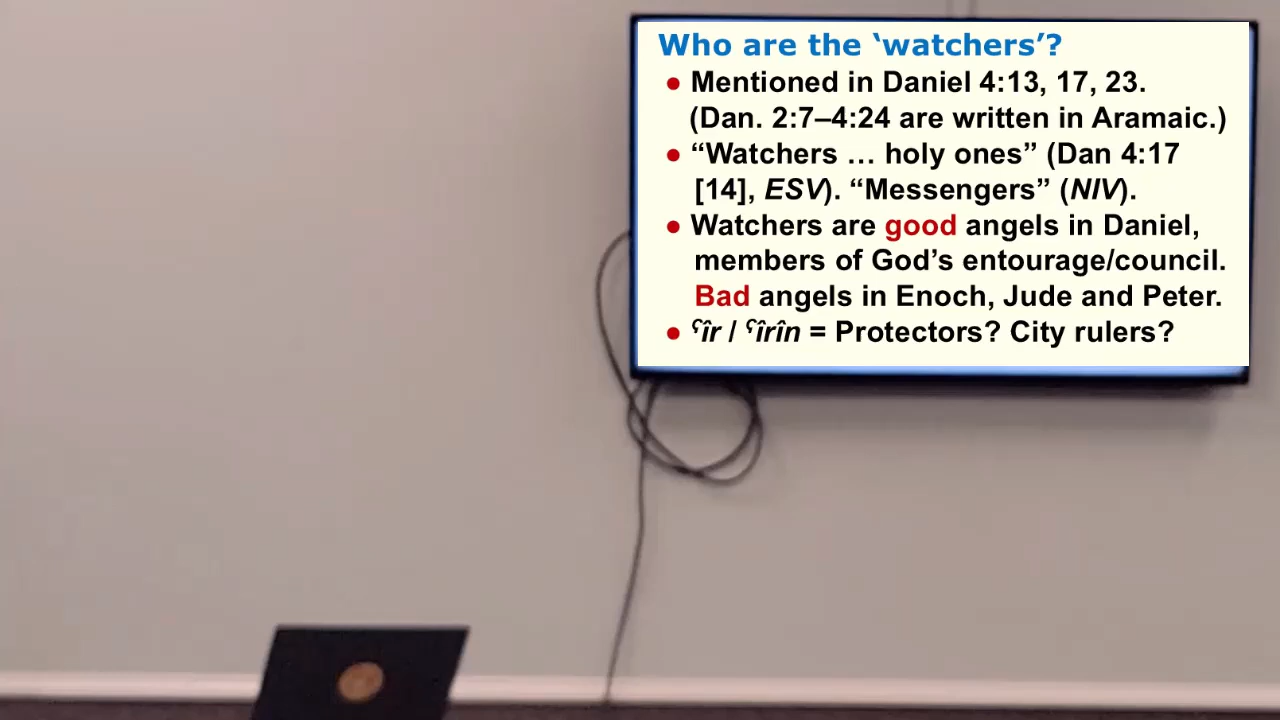 Who are the ‘watchers’?
● Mentioned in Daniel 4:13, 17, 23.
(Dan. 2:7–4:24 are written in Aramaic.)
● “Watchers … holy ones” (Dan 4:17
[14], ESV). “Messengers” (NIV).
● Watchers are good angels in Daniel,
members of God’s entourage/council.
Bad angels in Enoch, Jude and Peter.
● ʕîr / ʕîrîn = Protectors? City rulers?